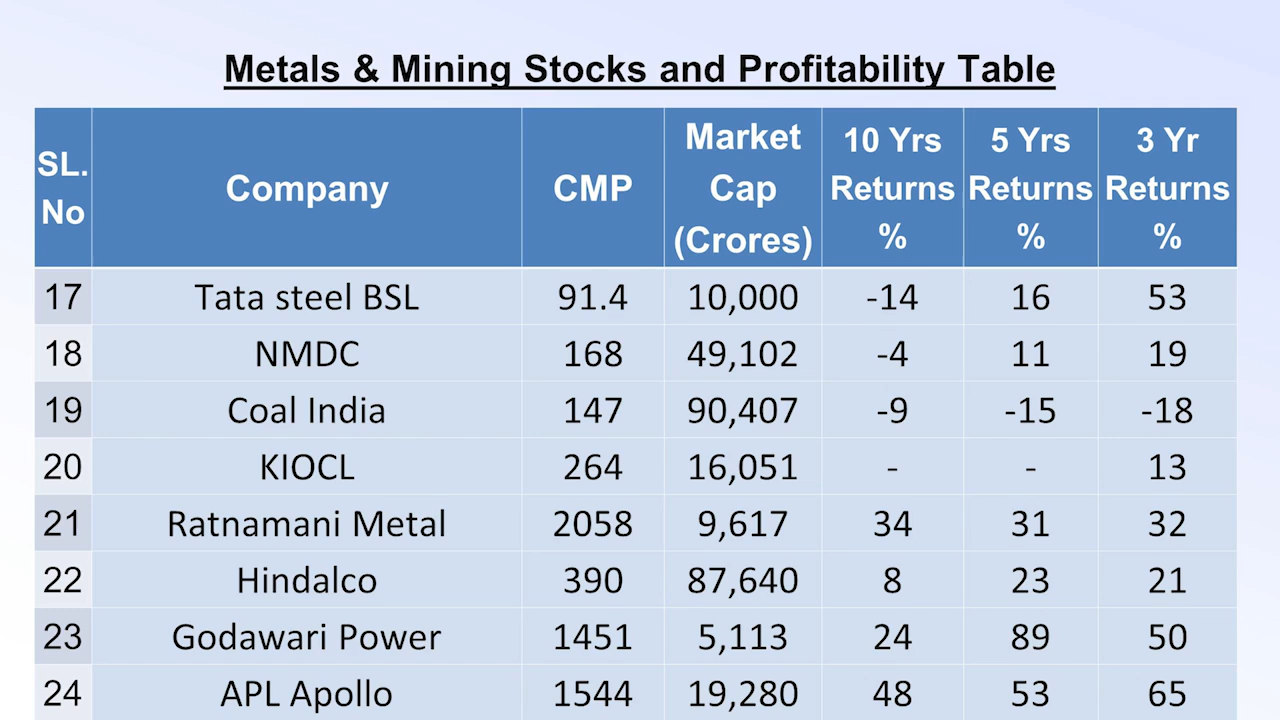 Metals & Mining Stocks and Profitability Table
SL. No Company CMP Market Cap (Crores) 10 Yrs Returns % 5 Yrs Returns % 3 Yr Returns %
17 Tata steel BSL 91.4 10,000 -14 16 53
18 NMDC 168 49,102 -4 11 19
19 Coal India 147 90,407 -9 -15 -18
20 KIOCL 264 16,051 - - 13
21 Ratnamani Metal 2058 9,617 34 31 32
22 Hindalco 390 87,640 8 23 21
23 Godawari Power 1451 5,113 24 89 50
24 APL Apollo 1544 19,280 48 53 65